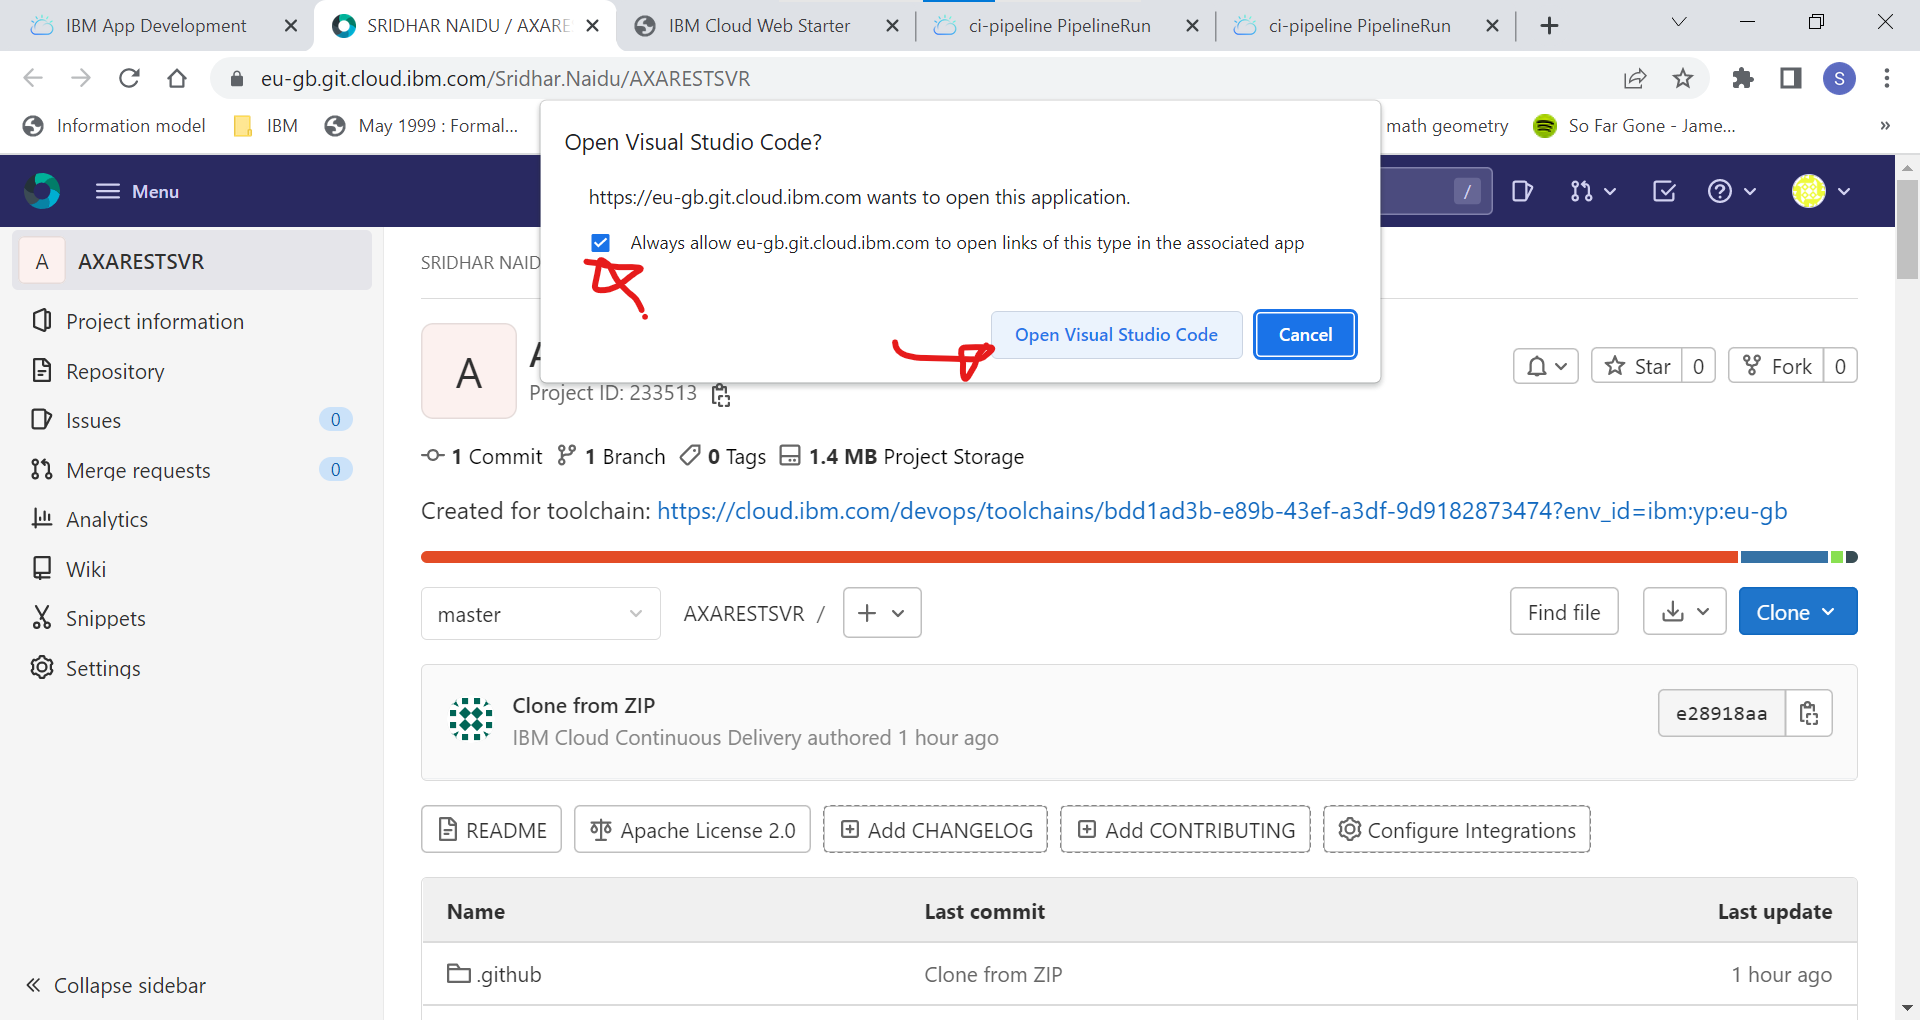 IBM App Development
SRIDHAR NAIDU / AXARE
IBM Cloud Web Starter
ci-pipeline PipelineRun
ci-pipeline PipelineRun
eu-gb.git.cloud.ibm.com/Sridhar.Naidu/AXARESTSVR
S
Information model
IBM
May 1999 : Formal...
math geometry
So Far Gone - Jame...
»
Open Visual Studio Code?
https://eu-gb.git.cloud.ibm.com wants to open this application.
Always allow eu-gb.git.cloud.ibm.com to open links of this type in the associated app
Open Visual Studio Code
Cancel
Menu
/
A
AXARESTSVR
Project information
Repository
Issues
0
Merge requests
0
Analytics
Wiki
Snippets
Settings
Collapse sidebar
SRIDHAR NAID
A
A
Project ID: 233513
Star
0
Fork
0
1 Commit
1 Branch
0 Tags
1.4 MB Project Storage
Created for toolchain: https://cloud.ibm.com/devops/toolchains/bdd1ad3b-e89b-43ef-a3df-9d9182873474?env_id=ibm:yp:eu-gb
master
AXARESTSVR /
Find file
Clone
Clone from ZIP
IBM Cloud Continuous Delivery authored 1 hour ago
e28918aa
README
Apache License 2.0
Add CHANGELOG
Add CONTRIBUTING
Configure Integrations
Name
Last commit
Last update
.github
Clone from ZIP
1 hour ago